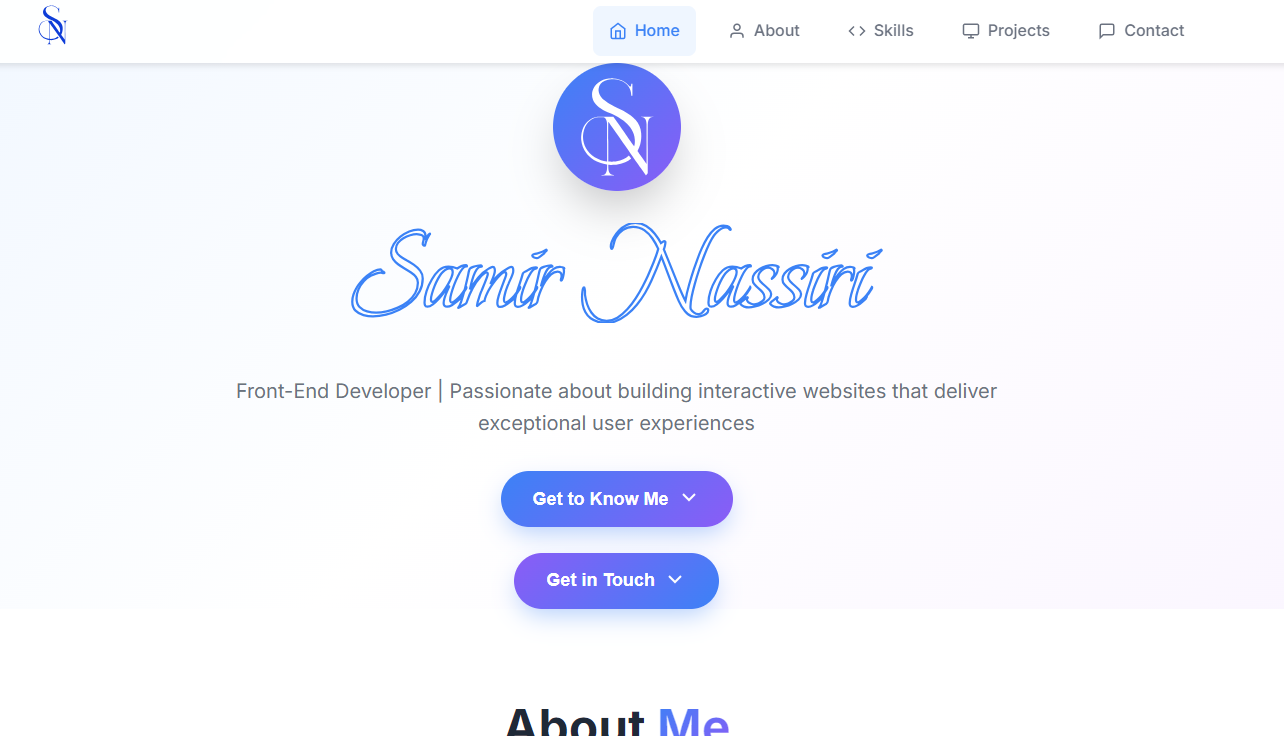 SN
Home About Skills Projects Contact
SN
Samir Nassiri
Front-End Developer | Passionate about building interactive websites that deliver
exceptional user experiences
Get to Know Me
Get in Touch
About Me